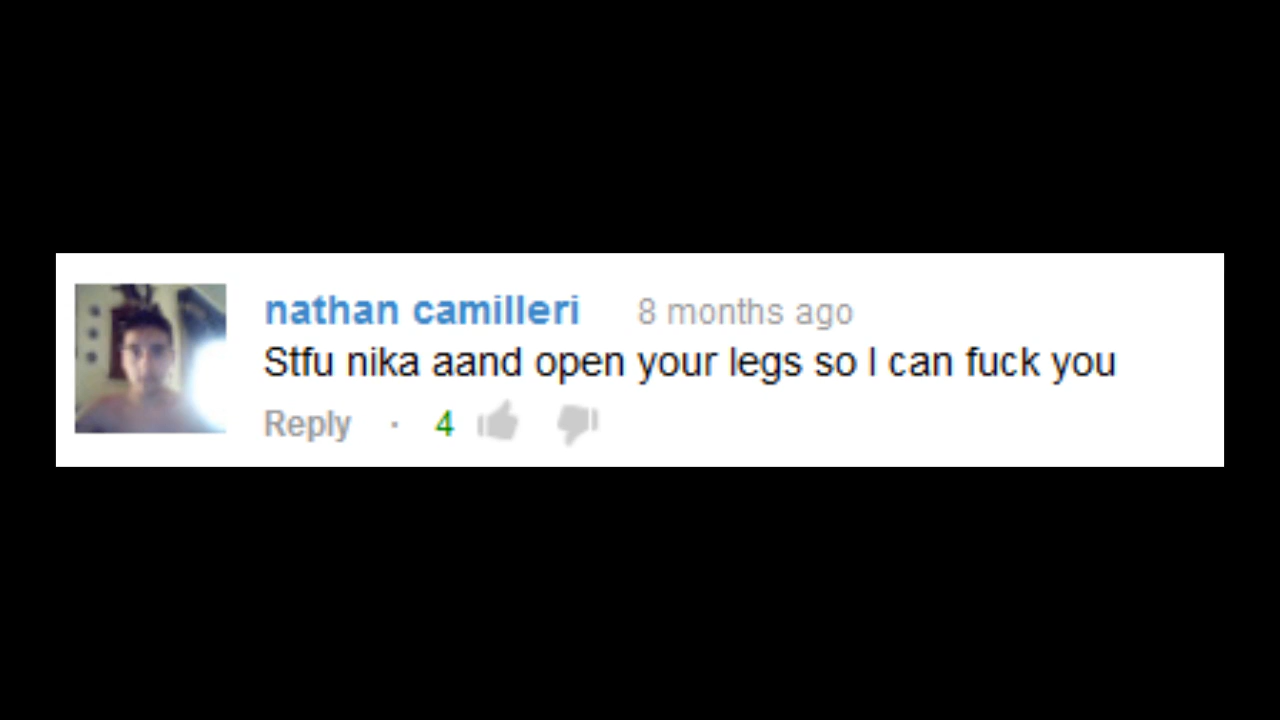 nathan camilleri 8 months ago
Stfu nika aand open your legs so I can fuck you
Reply · 4